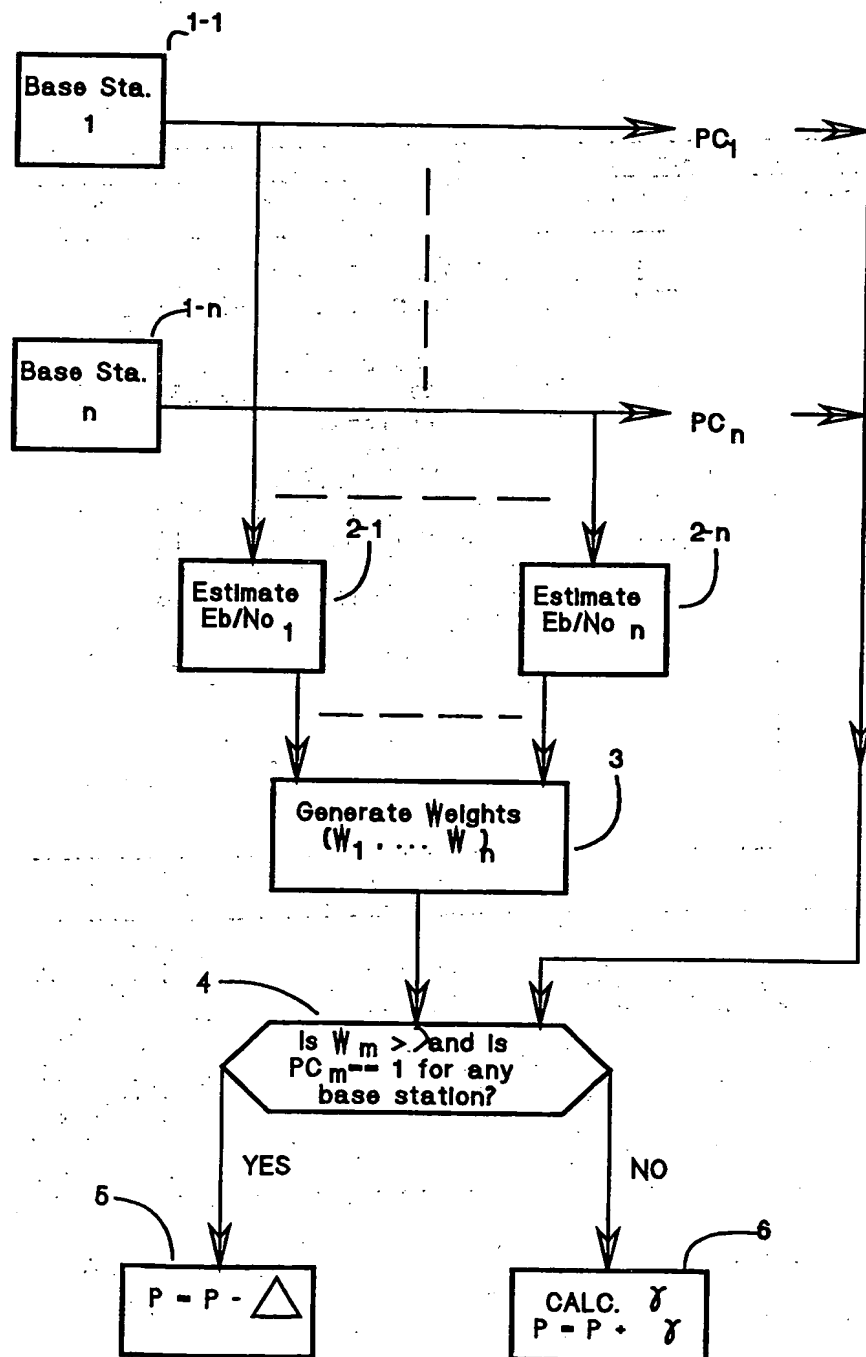 1-1
Base Sta.
1
PC1
1-n
Base Sta.
n
PCn
2-1
2-n
Estimate
Eb/No 1
Estimate
Eb/No n
3
Generate Weights
(W1 . ... W)n
4
Is Wm > and Is
PCm== 1 for any
base station?
YES
NO
5
6
P = P - △
CALC. γ
P = P + γ